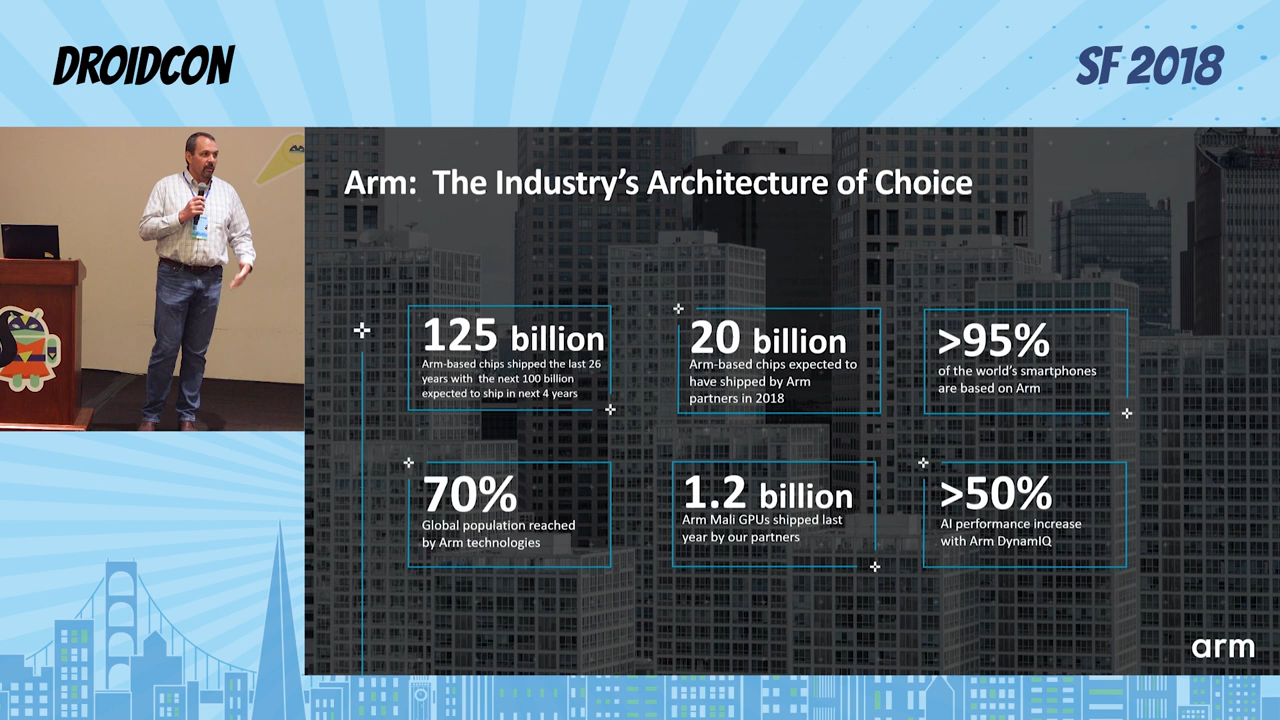 DROIDCON
SF 2018
Arm: The Industry's Architecture of Choice
125 billion
Arm-based chips shipped the last 26
years with the next 100 billion
expected to ship in next 4 years
20 billion
Arm-based chips expected to
have shipped by Arm
partners in 2018
>95%
of the world's smartphones
are based on Arm
70%
Global population reached
by Arm technologies
1.2 billion
Arm Mali GPUs shipped last
year by our partners
>50%
AI performance increase
with Arm DynamIQ
arm